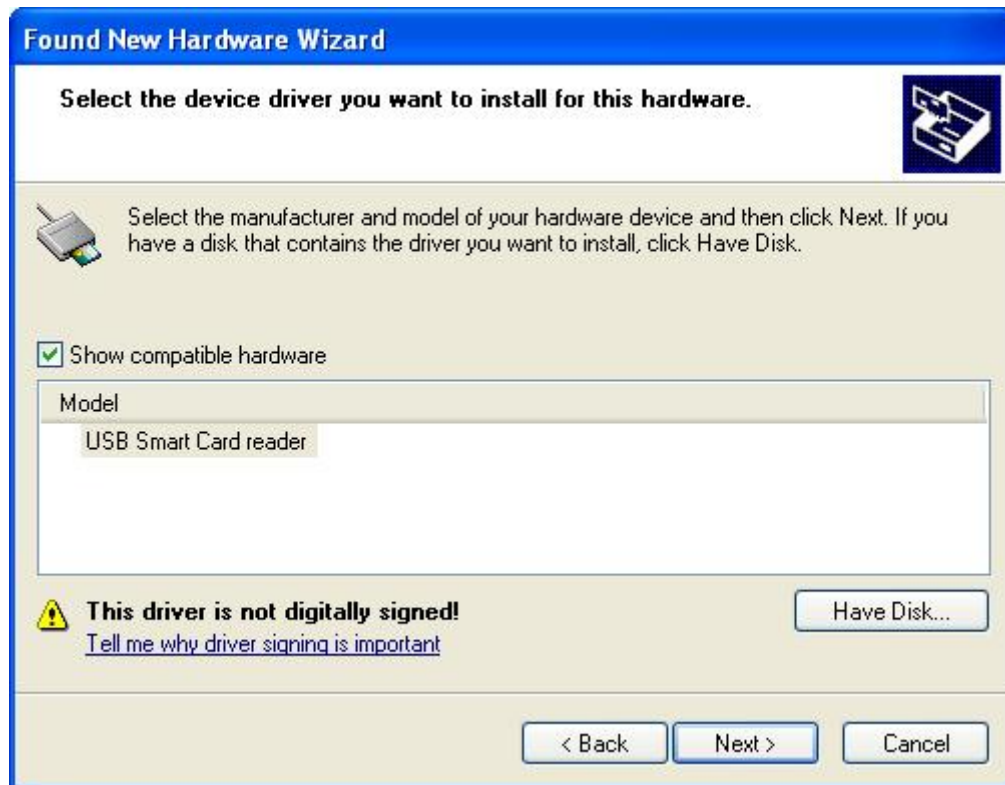 Found New Hardware Wizard
Select the device driver you want to install for this hardware.
Select the manufacturer and model of your hardware device and then click Next. If you
have a disk that contains the driver you want to install, click Have Disk.
Show compatible hardware
Model
USB Smart Card reader
This driver is not digitally signed!
Tell me why driver signing is important
Have Disk...
< Back
Next >
Cancel